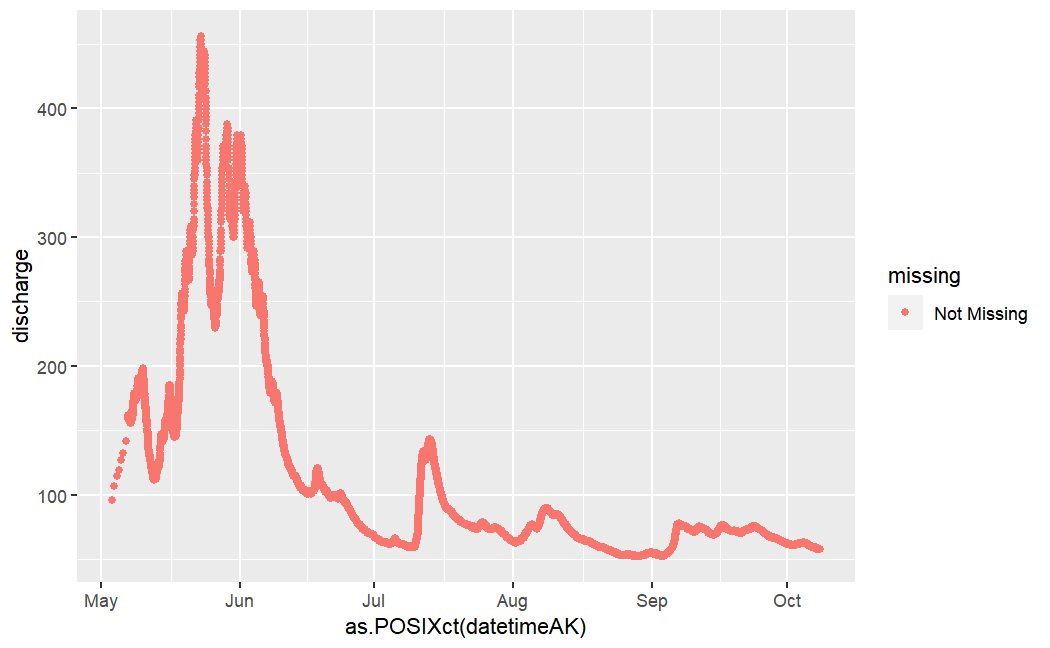 discharge
400
300
200
100
May Jun Jul Aug Sep Oct
as.POSIXct(datetimeAK)
missing
Not Missing